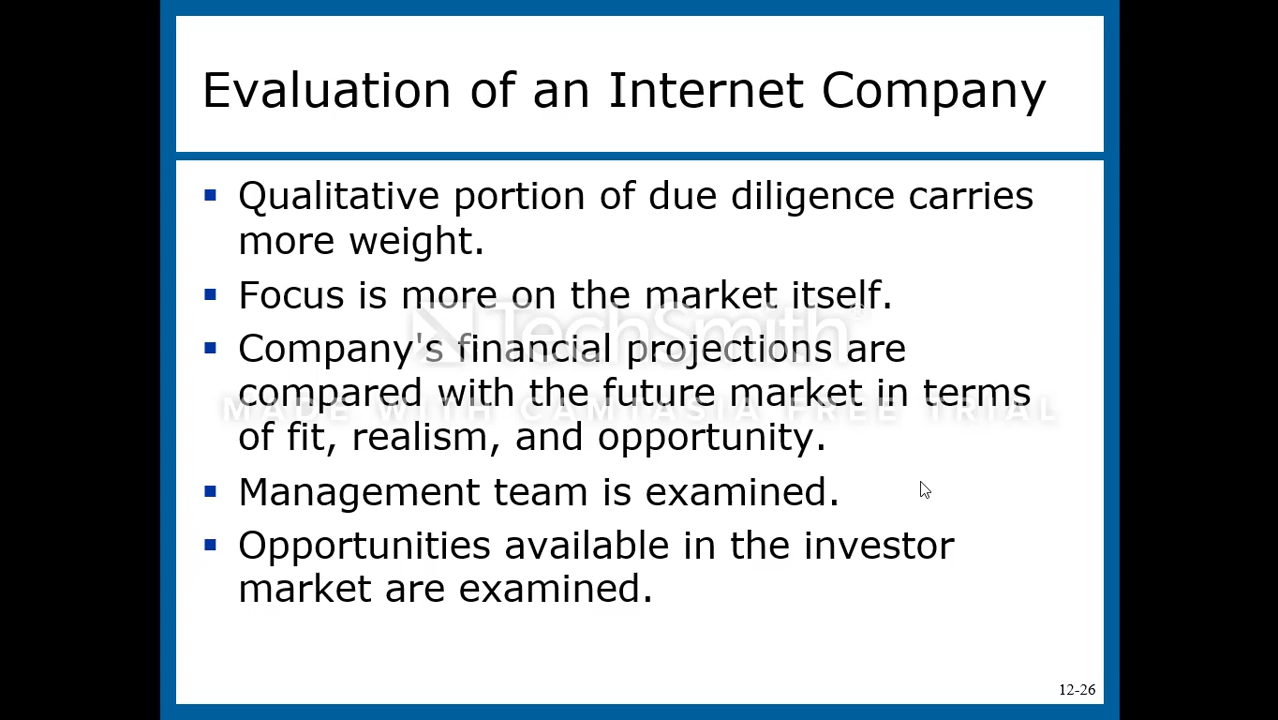 Evaluation of an Internet Company
▪ Qualitative portion of due diligence carries
more weight.
▪ Focus is more on the market itself.
▪ Company's financial projections are
compared with the future market in terms
of fit, realism, and opportunity.
▪ Management team is examined.
▪ Opportunities available in the investor
market are examined.
TechSmith®
MADE WITH CAMTASIA FREE TRIAL
12-26